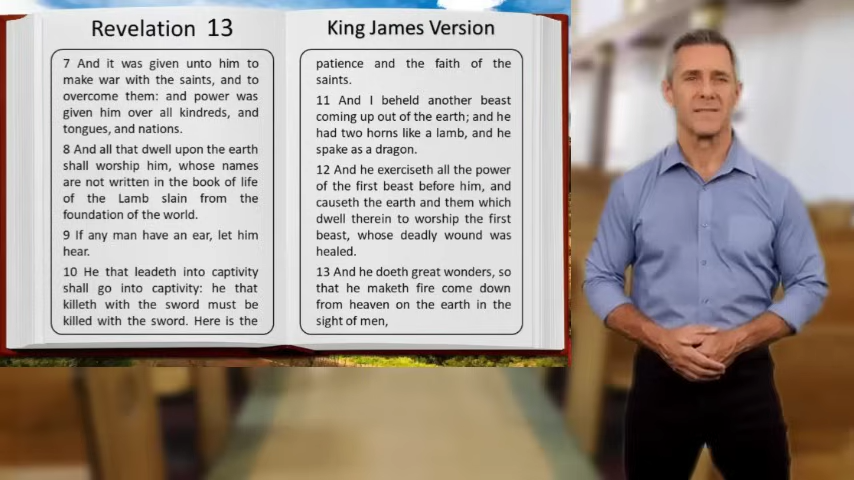 Revelation 13
7 And it was given unto him to
make war with the saints, and to
overcome them: and power was
given him over all kindreds, and
tongues, and nations.
8 And all that dwell upon the earth
shall worship him, whose names
are not written in the book of life
of the Lamb slain from the
foundation of the world.
9 If any man have an ear, let him
hear.
10 He that leadeth into captivity
shall go into captivity: he that
killeth with the sword must be
killed with the sword. Here is the
King James Version
patience and the faith of the
saints.
11 And I beheld another beast
coming up out of the earth; and he
had two horns like a lamb, and he
spake as a dragon.
12 And he exerciseth all the power
of the first beast before him, and
causeth the earth and them which
dwell therein to worship the first
beast, whose deadly wound was
healed.
13 And he doeth great wonders, so
that he maketh fire come down
from heaven on the earth in the
sight of men,